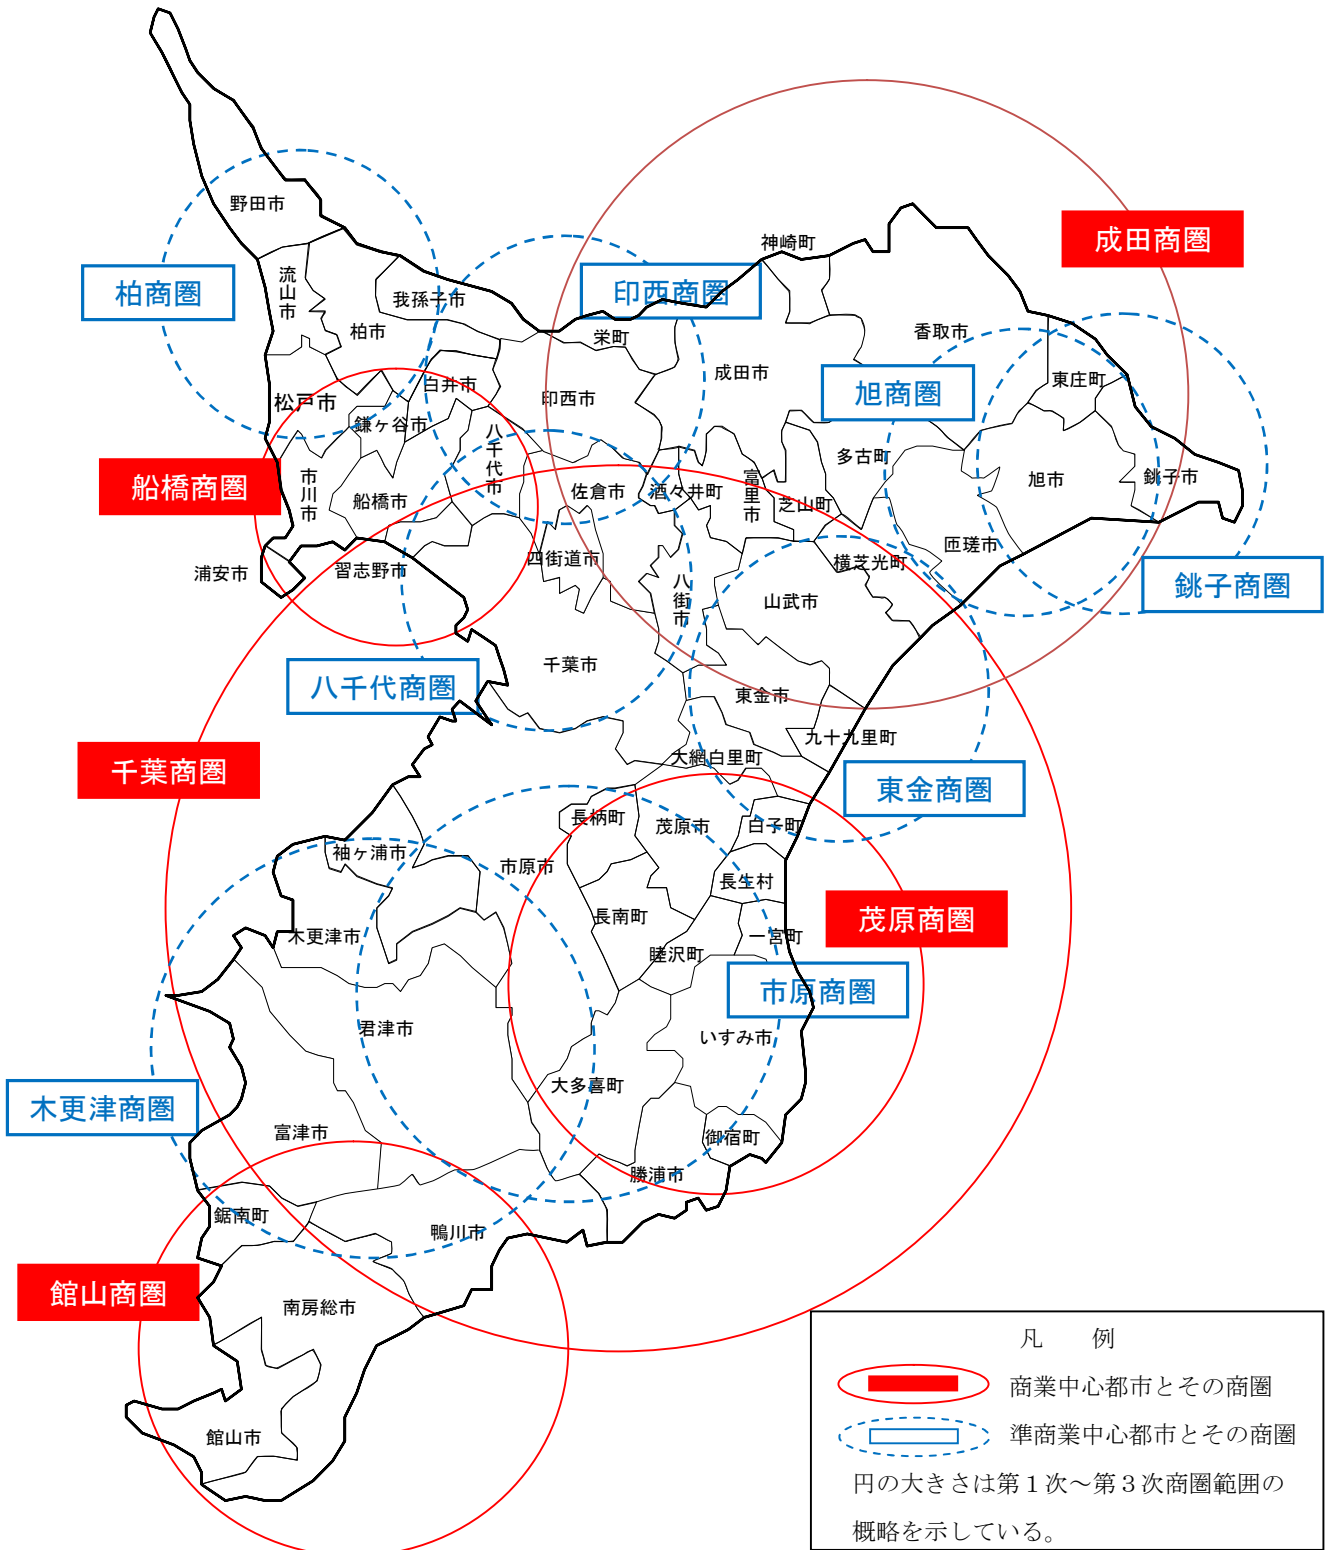 野田市
神崎町
成田商圏
柏商圏
流山市
我孫子市
印西商圏
柏市
栄町
香取市
成田市
東庄町
白井市
印西市
旭商圏
松戸市
鎌ヶ谷市
八千代市
多古町
船橋商圏
市川市
船橋市
佐倉市
酒々井町
富里市
芝山町
旭市
銚子市
浦安市
習志野市
四街道市
八街市
横芝光町
匝瑳市
銚子商圏
山武市
千葉市
八千代商圏
東金市
九十九里町
千葉商圏
大網白里町
東金商圏
長柄町
茂原市
白子町
袖ヶ浦市
市原市
長生村
茂原商圏
長南町
木更津市
一宮町
睦沢町
市原商圏
君津市
いすみ市
大多喜町
木更津商圏
富津市
御宿町
勝浦市
鋸南町
鴨川市
館山商圏
南房総市
館山市
凡　例
商業中心都市とその商圏
準商業中心都市とその商圏
円の大きさは第１次～第３次商圏範囲の
概略を示している。